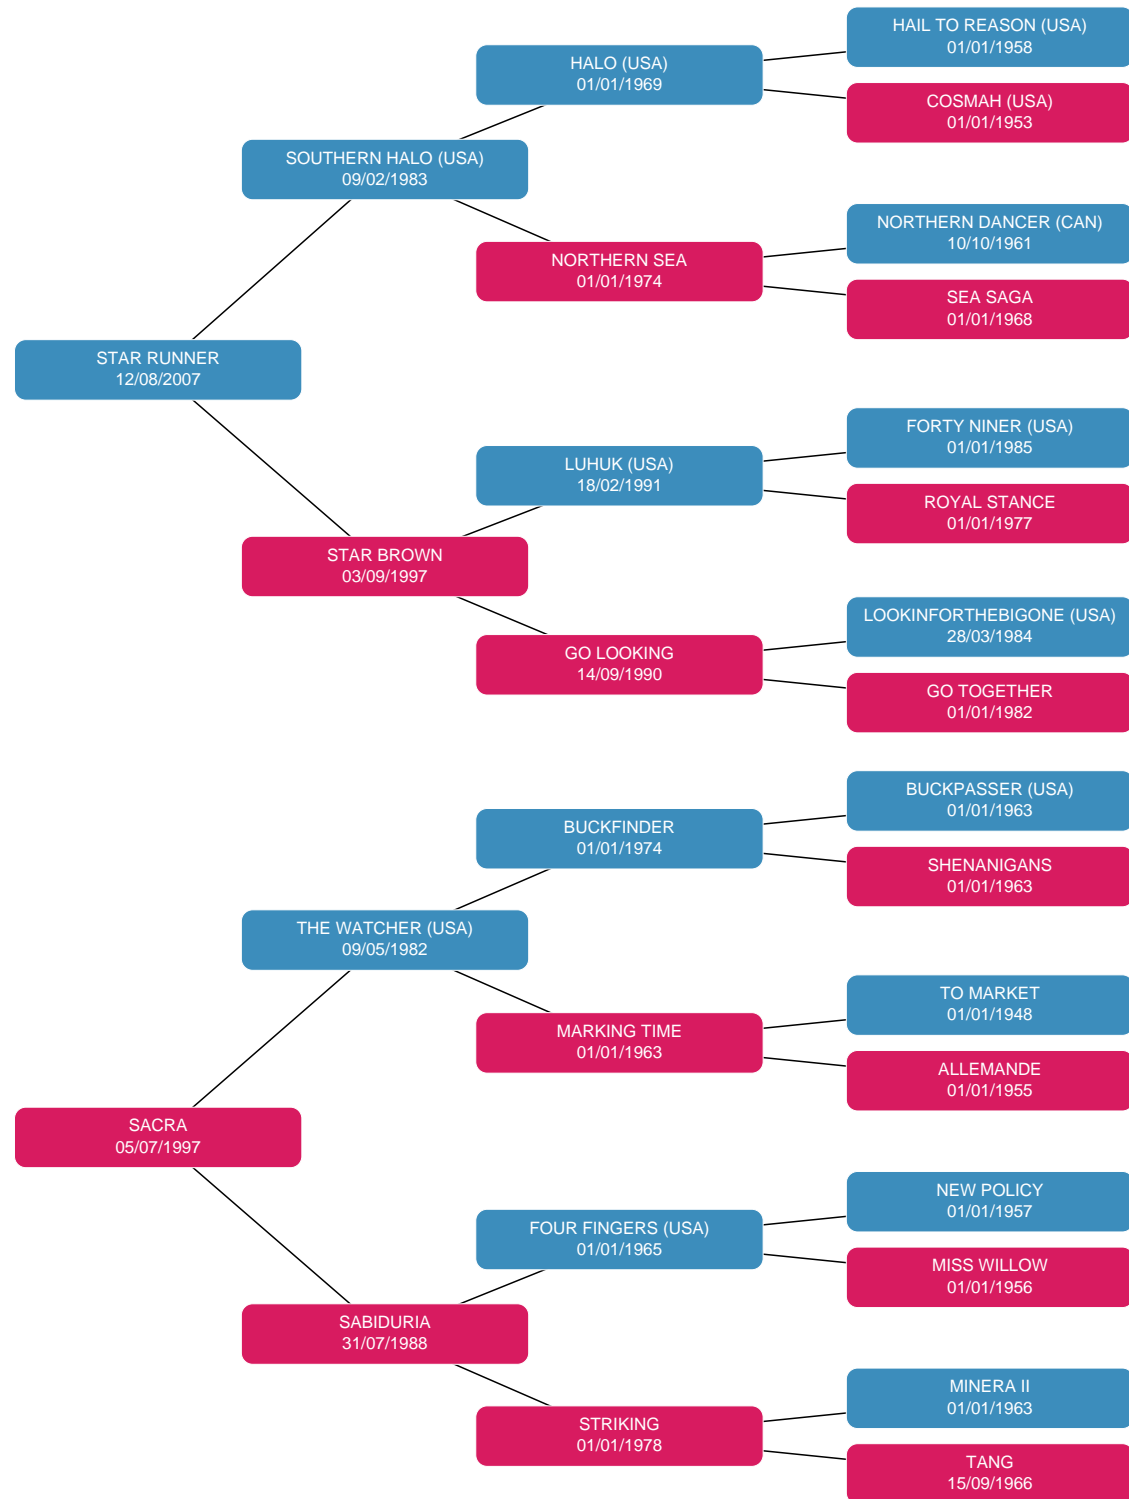 HAIL TO REASON (USA)
01/01/1958
HALO (USA)
01/01/1969
COSMAH (USA)
01/01/1953
SOUTHERN HALO (USA)
09/02/1983
NORTHERN DANCER (CAN)
10/10/1961
NORTHERN SEA
01/01/1974
SEA SAGA
01/01/1968
STAR RUNNER
12/08/2007
FORTY NINER (USA)
01/01/1985
LUHUK (USA)
18/02/1991
ROYAL STANCE
01/01/1977
STAR BROWN
03/09/1997
LOOKINFORTHEBIGONE (USA)
28/03/1984
GO LOOKING
14/09/1990
GO TOGETHER
01/01/1982
BUCKPASSER (USA)
01/01/1963
BUCKFINDER
01/01/1974
SHENANIGANS
01/01/1963
THE WATCHER (USA)
09/05/1982
TO MARKET
01/01/1948
MARKING TIME
01/01/1963
ALLEMANDE
01/01/1955
SACRA
05/07/1997
NEW POLICY
01/01/1957
FOUR FINGERS (USA)
01/01/1965
MISS WILLOW
01/01/1956
SABIDURIA
31/07/1988
MINERA II
01/01/1963
STRIKING
01/01/1978
TANG
15/09/1966